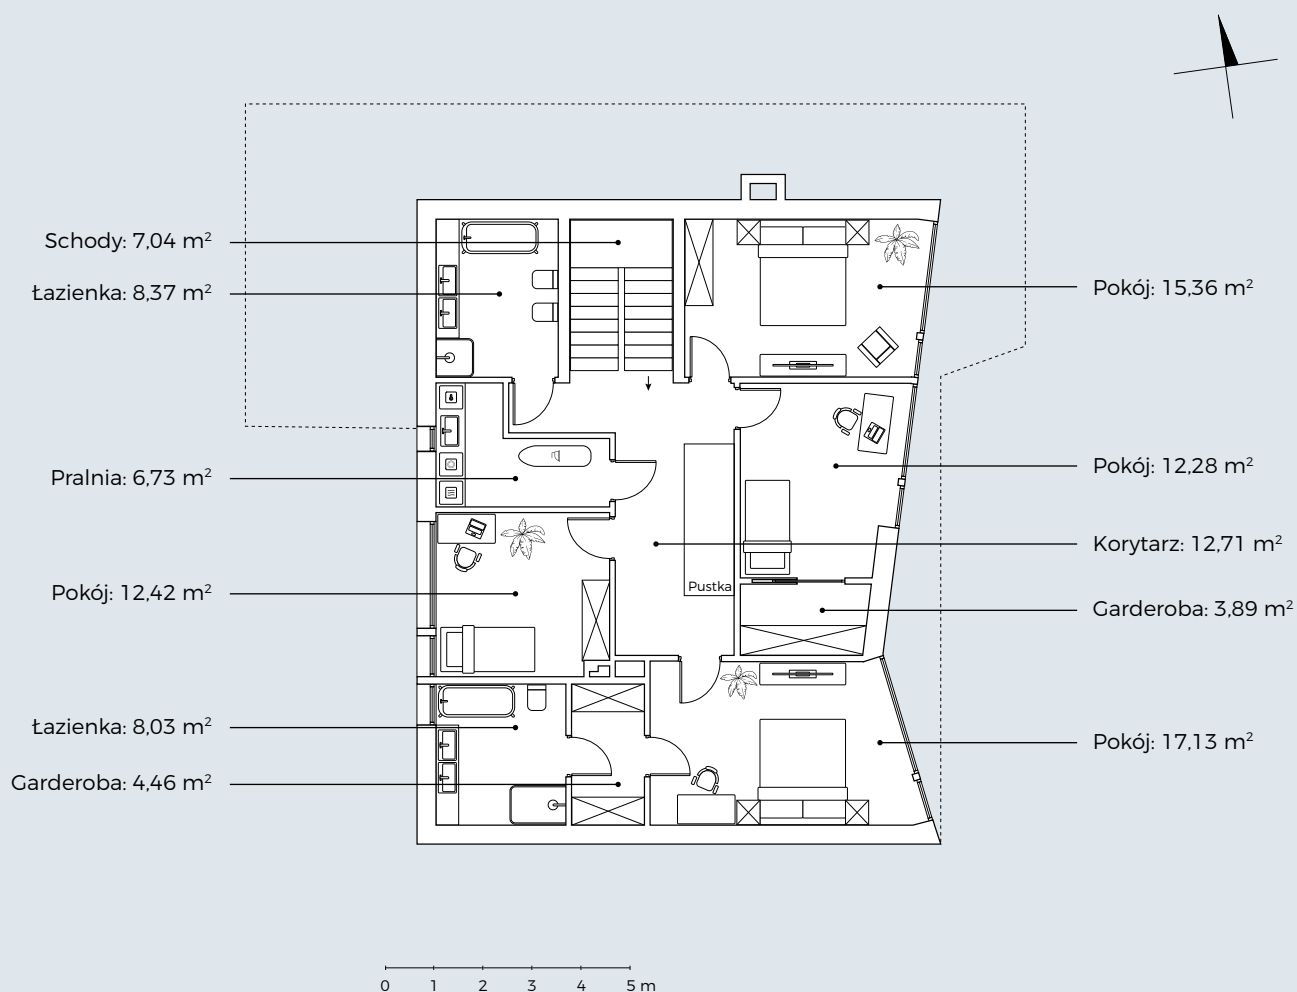 Schody: 7,04 m²
Łazienka: 8,37 m²
Pralnia: 6,73 m²
Pokój: 12,42 m²
Łazienka: 8,03 m²
Garderoba: 4,46 m²
Pustka
Pokój: 15,36 m²
Pokój: 12,28 m²
Korytarz: 12,71 m²
Garderoba: 3,89 m²
Pokój: 17,13 m²
0 1 2 3 4 5 m